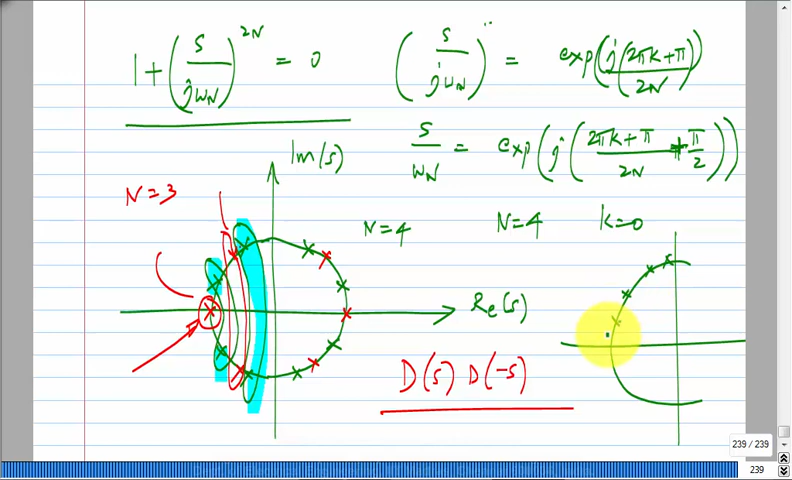 1 + (s / jωN)^2N = 0
(s / jωN)" = exp(j(2πk+π) / 2N)
s / ωN = exp(j(2πk+π / 2N + π / 2))
Im(s)
N=3
N=4
N=4 k=0
Re(s)
D(s) D(-s)
239 / 239
239